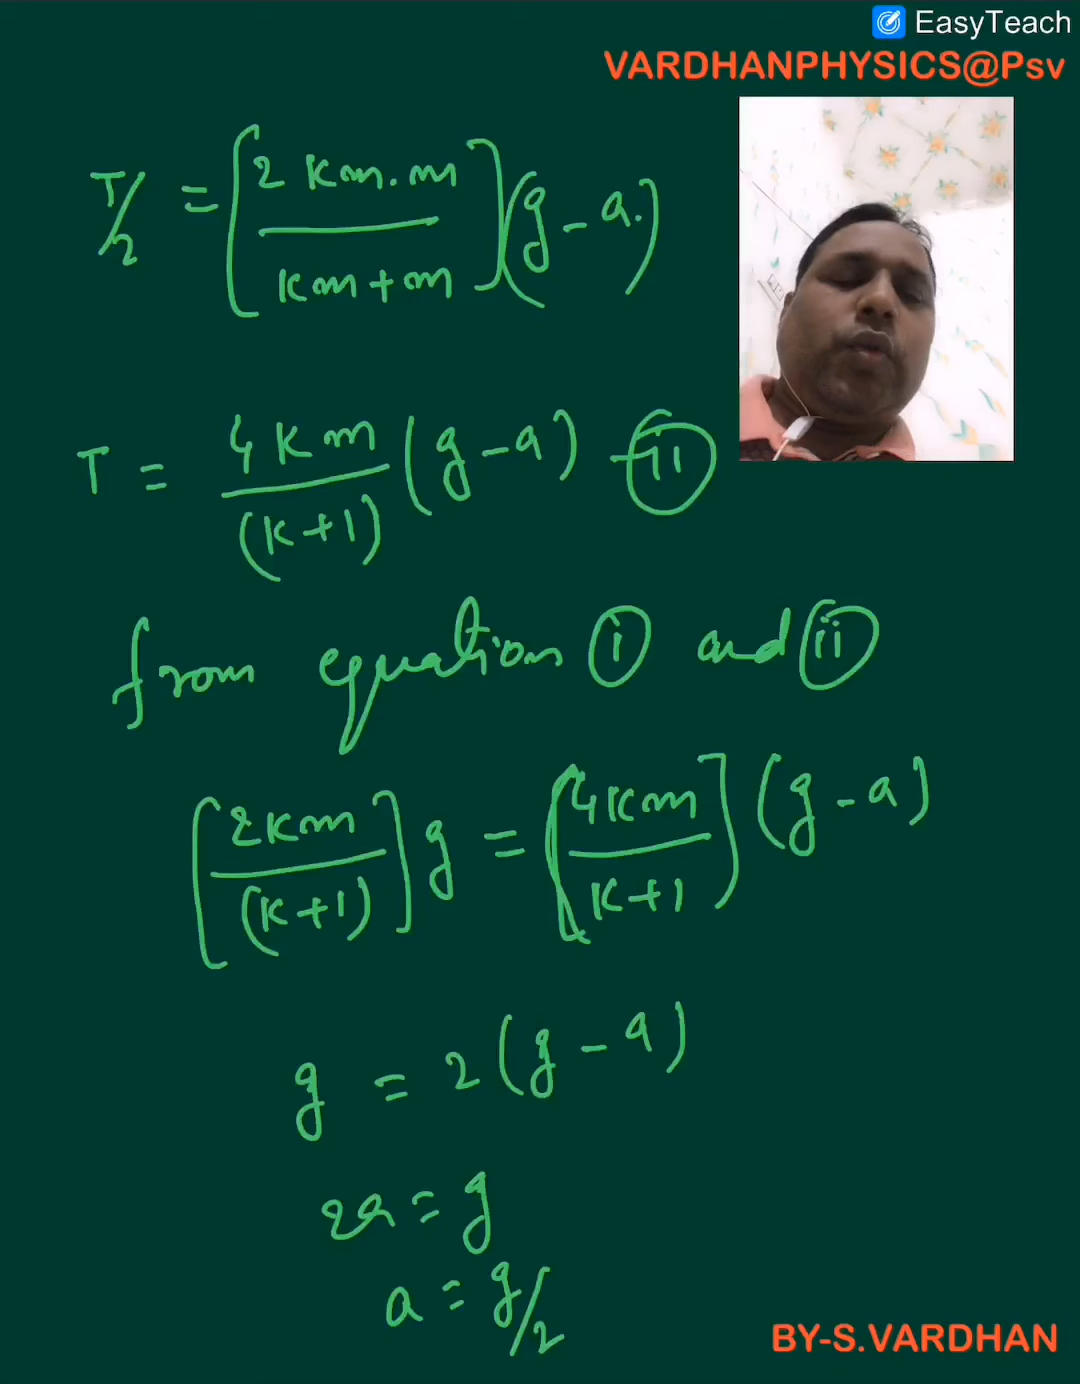 EasyTeach
VARDHANPHYSICS@Psv
T/2 = [2 Km.m / Km+m] (g-a.)
T = 4Km/(K+1) (g-a) -(ii)
from equation (i) and (ii)
[2Km/(K+1)] g = [4Km/K+1] (g-a)
g = 2(g-a)
2a = g
a = g/2
BY-S.VARDHAN